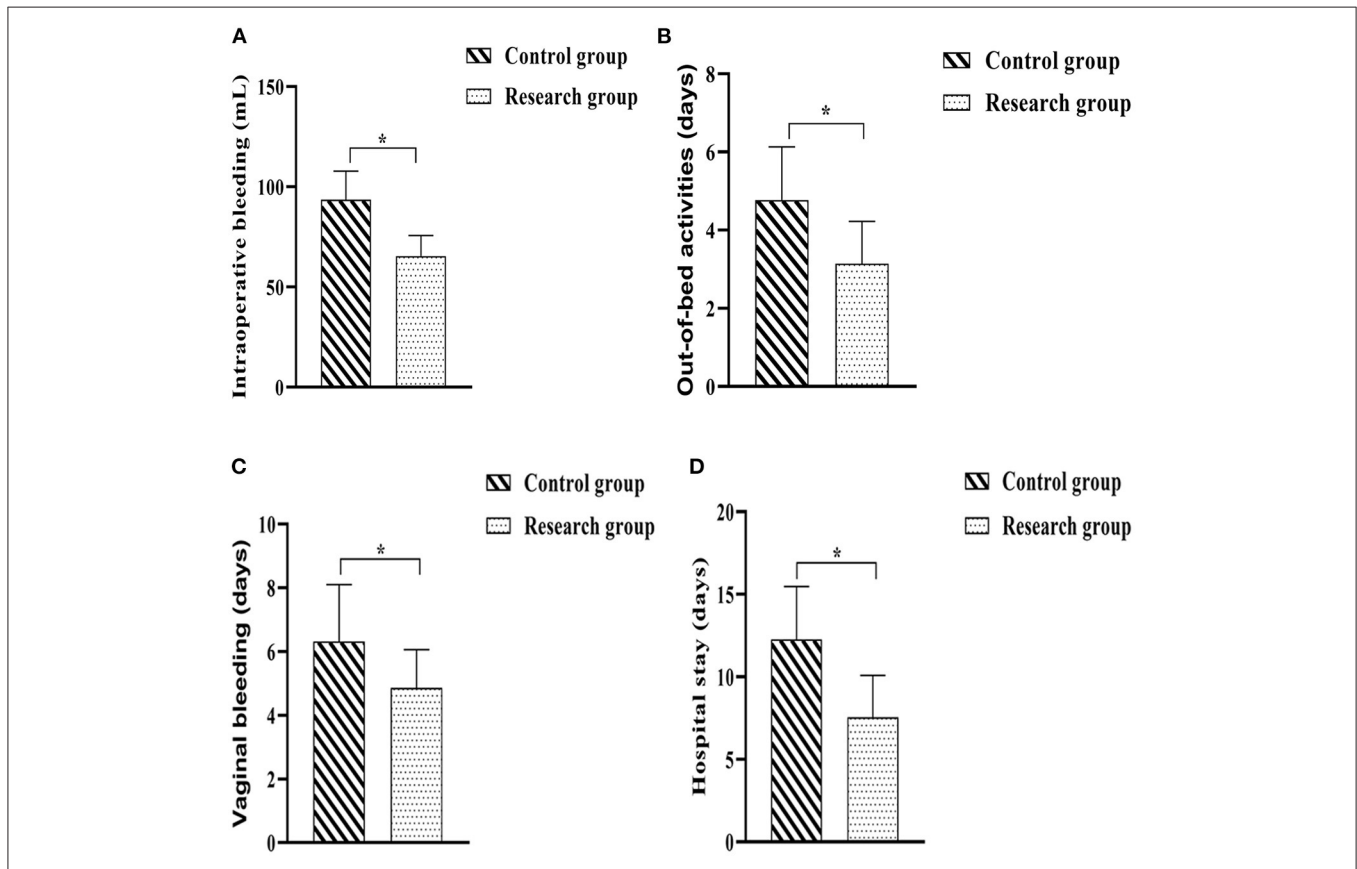 A
Control group
Research group
Intraoperative bleeding (mL)
150
100
50
0
*
B
Control group
Research group
Out-of-bed activities (days)
8
6
4
2
0
*
C
Control group
Research group
Vaginal bleeding (days)
10
8
6
4
2
0
*
D
Control group
Research group
Hospital stay (days)
20
15
10
5
0
*